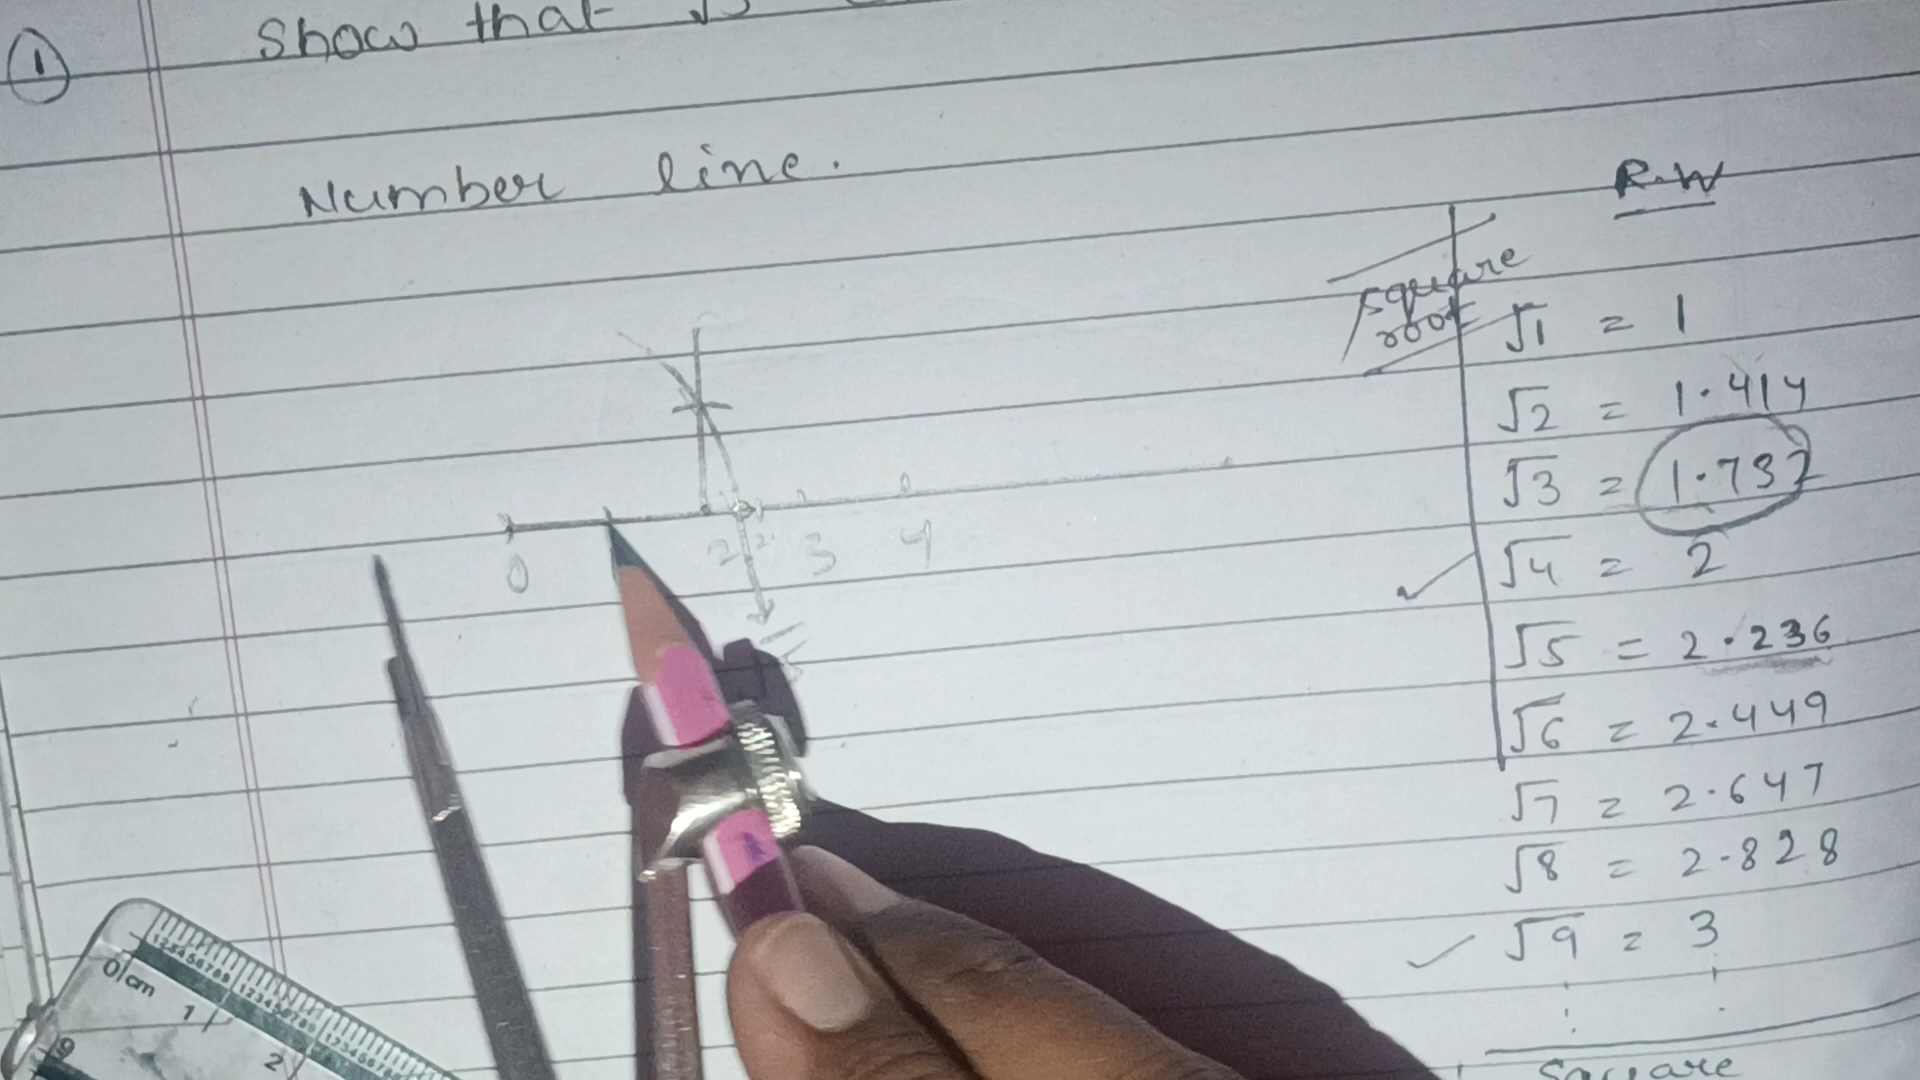 1
Show that √5
Number line.
R.W
square
root
√1 = 1
√2 = 1.414
√3 = 1.732
√4 = 2
√5 = 2.236
√6 = 2.449
√7 = 2.647
√8 = 2.828
√9 = 3
Square
0 2 3 4
0 cm 1 2